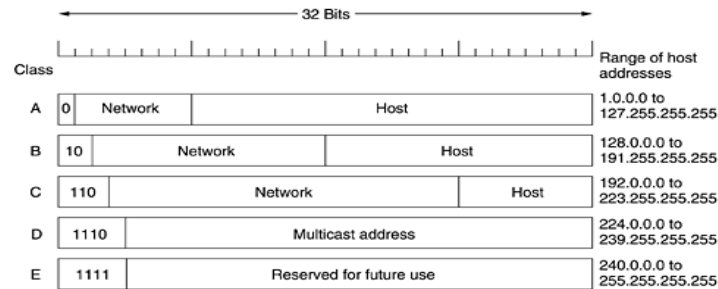 32 Bits
Class
Range of host
addresses
A
0
Network
Host
1.0.0.0 to
127.255.255.255
B
10
Network
Host
128.0.0.0 to
191.255.255.255
C
110
Network
Host
192.0.0.0 to
223.255.255.255
D
1110
Multicast address
224.0.0.0 to
239.255.255.255
E
1111
Reserved for future use
240.0.0.0 to
255.255.255.255